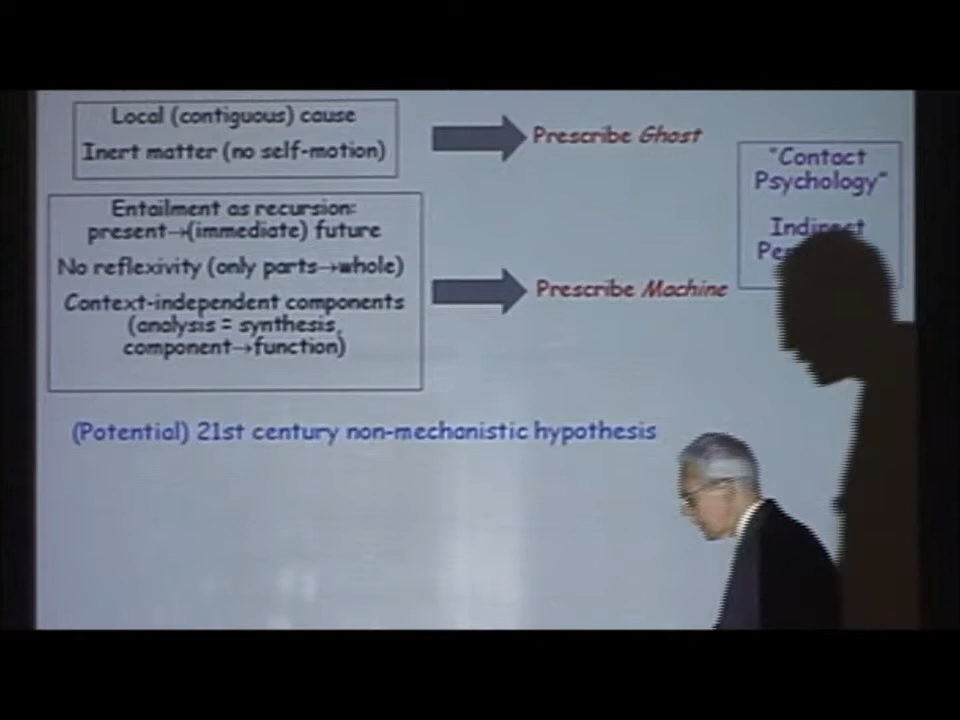 Local (contiguous) cause
Inert matter (no self-motion)
Prescribe Ghost
"Contact
Psychology"
Indirect
Entailment as recursion:
present→(immediate) future
No reflexivity (only parts→whole)
Context-independent components
(analysis = synthesis,
component→function)
Prescribe Machine
(Potential) 21st century non-mechanistic hypothesis